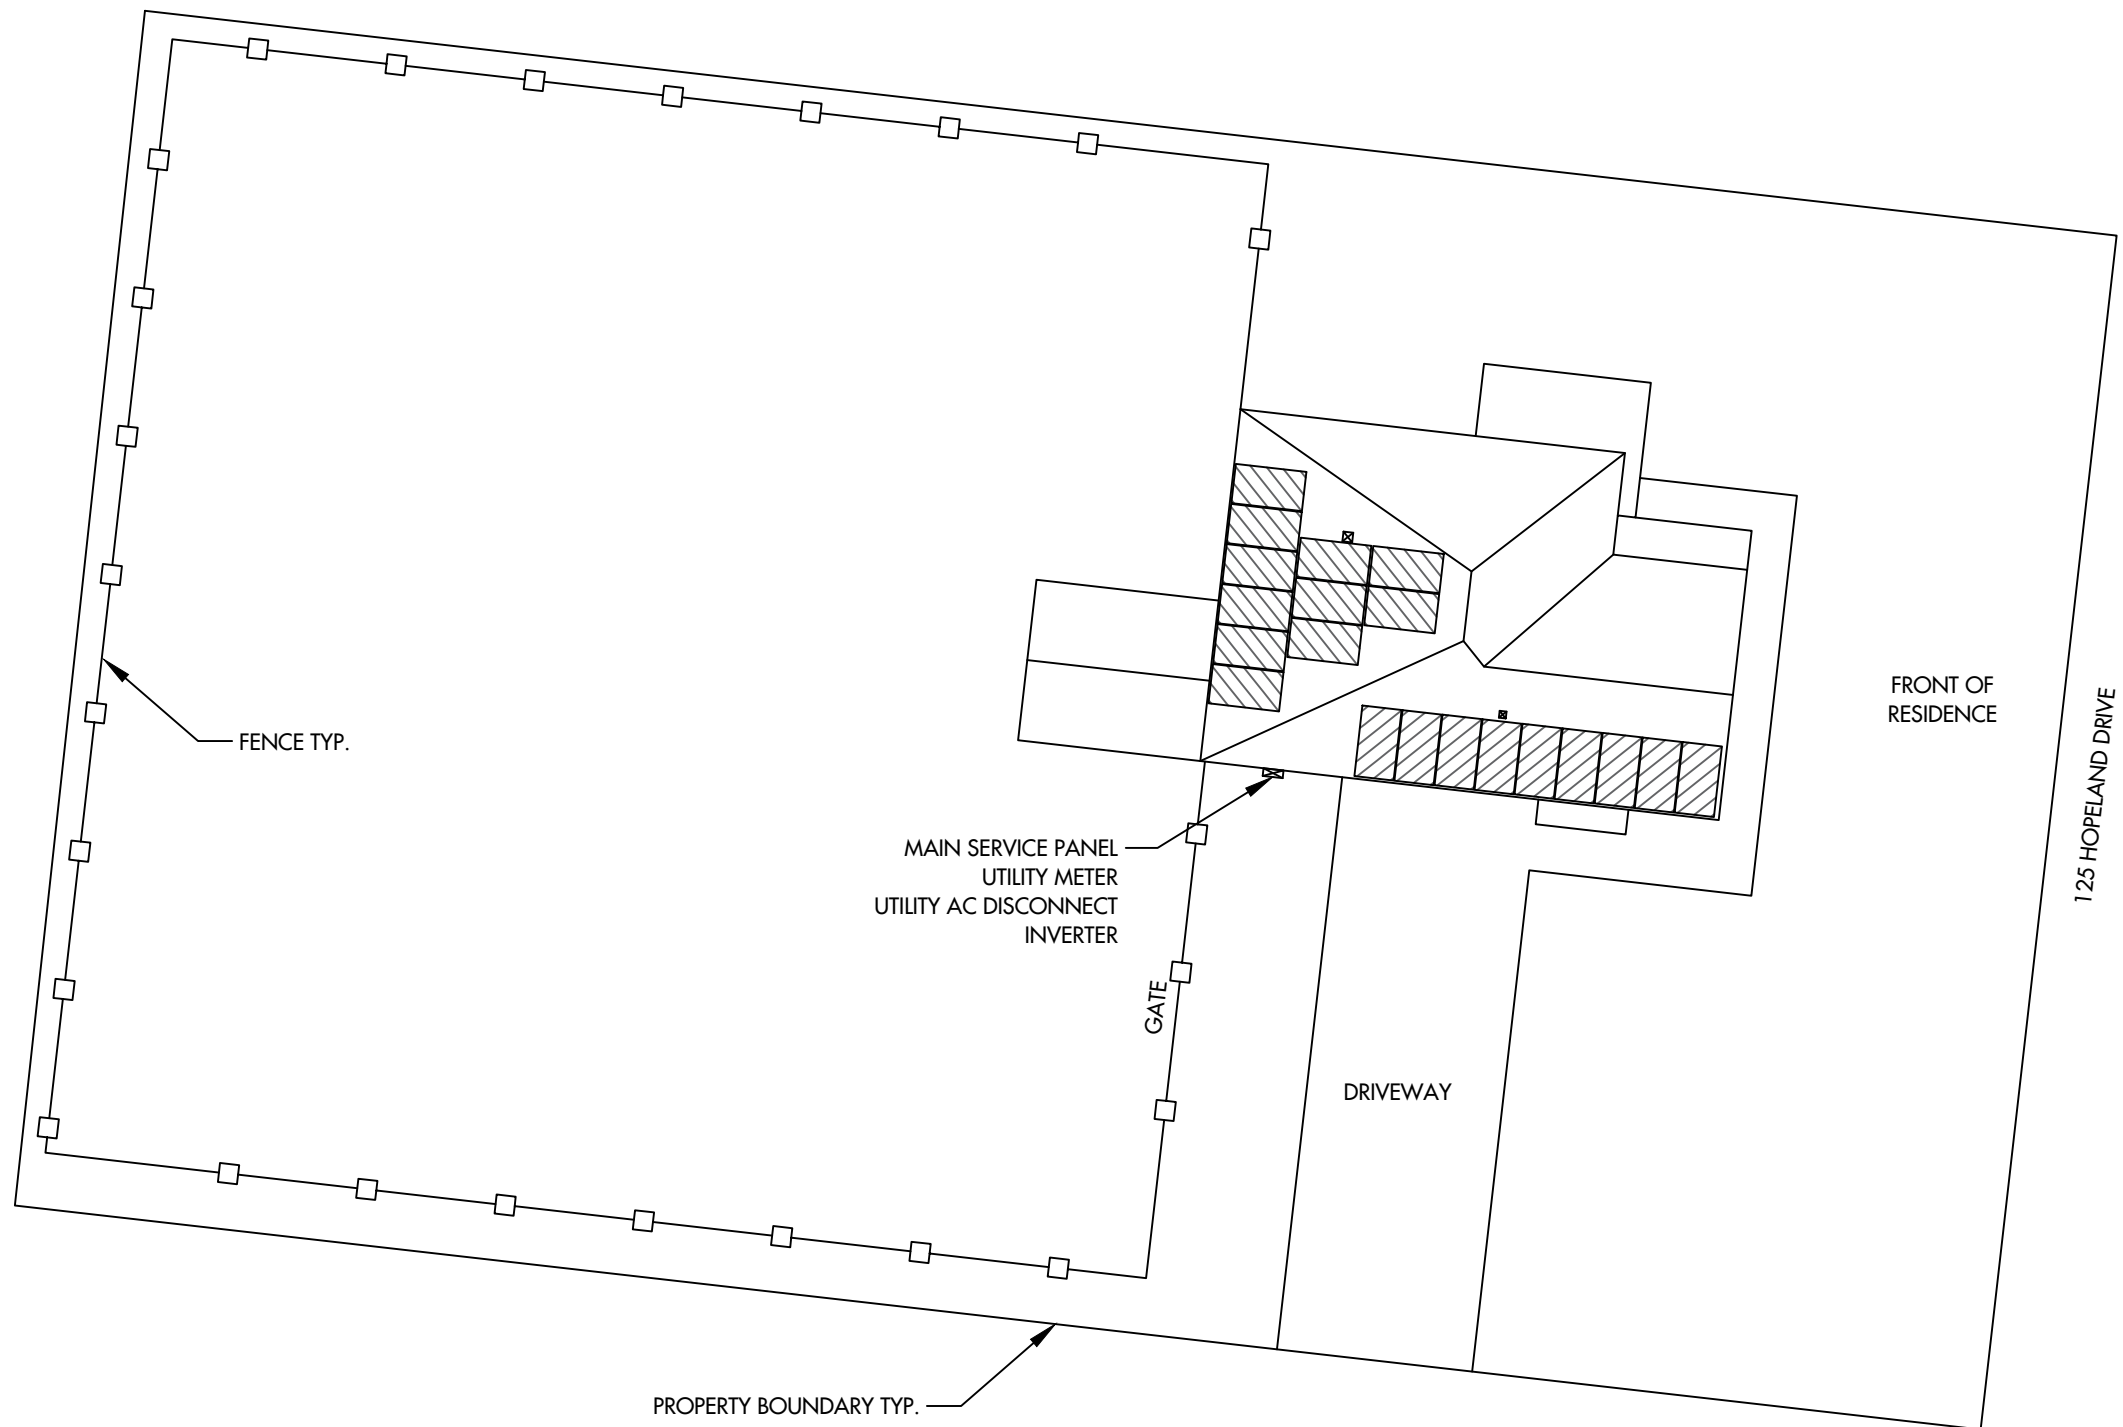 FRONT OF
RESIDENCE
125 HOPELAND DRIVE
FENCE TYP.
MAIN SERVICE PANEL
UTILITY METER
UTILITY AC DISCONNECT
INVERTER
GATE
DRIVEWAY
PROPERTY BOUNDARY TYP.